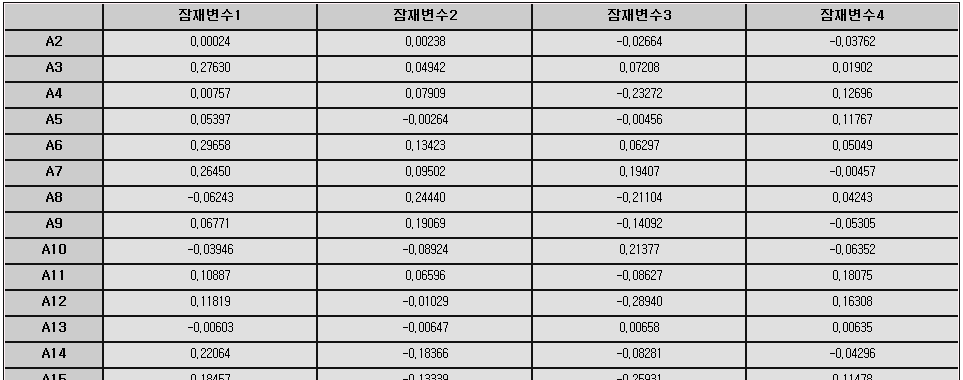 잠재변수1 잠재변수2 잠재변수3 잠재변수4
A2 0,00024 0,00238 -0,02664 -0,03762
A3 0,27630 0,04942 0,07208 0,01902
A4 0,00757 0,07909 -0,23272 0,12696
A5 0,05397 -0,00264 -0,00456 0,11767
A6 0,29658 0,13423 0,06297 0,05049
A7 0,26450 0,09502 0,19407 -0,00457
A8 -0,06243 0,24440 -0,21104 0,04243
A9 0,06771 0,19069 -0,14092 -0,05305
A10 -0,03946 -0,08924 0,21377 -0,06352
A11 0,10887 0,06596 -0,08627 0,18075
A12 0,11819 -0,01029 -0,28940 0,16308
A13 -0,00603 -0,00647 0,00658 0,00635
A14 0,22064 -0,18366 -0,08281 -0,04296
A15 0,18457 -0,13339 -0,25931 0,11478